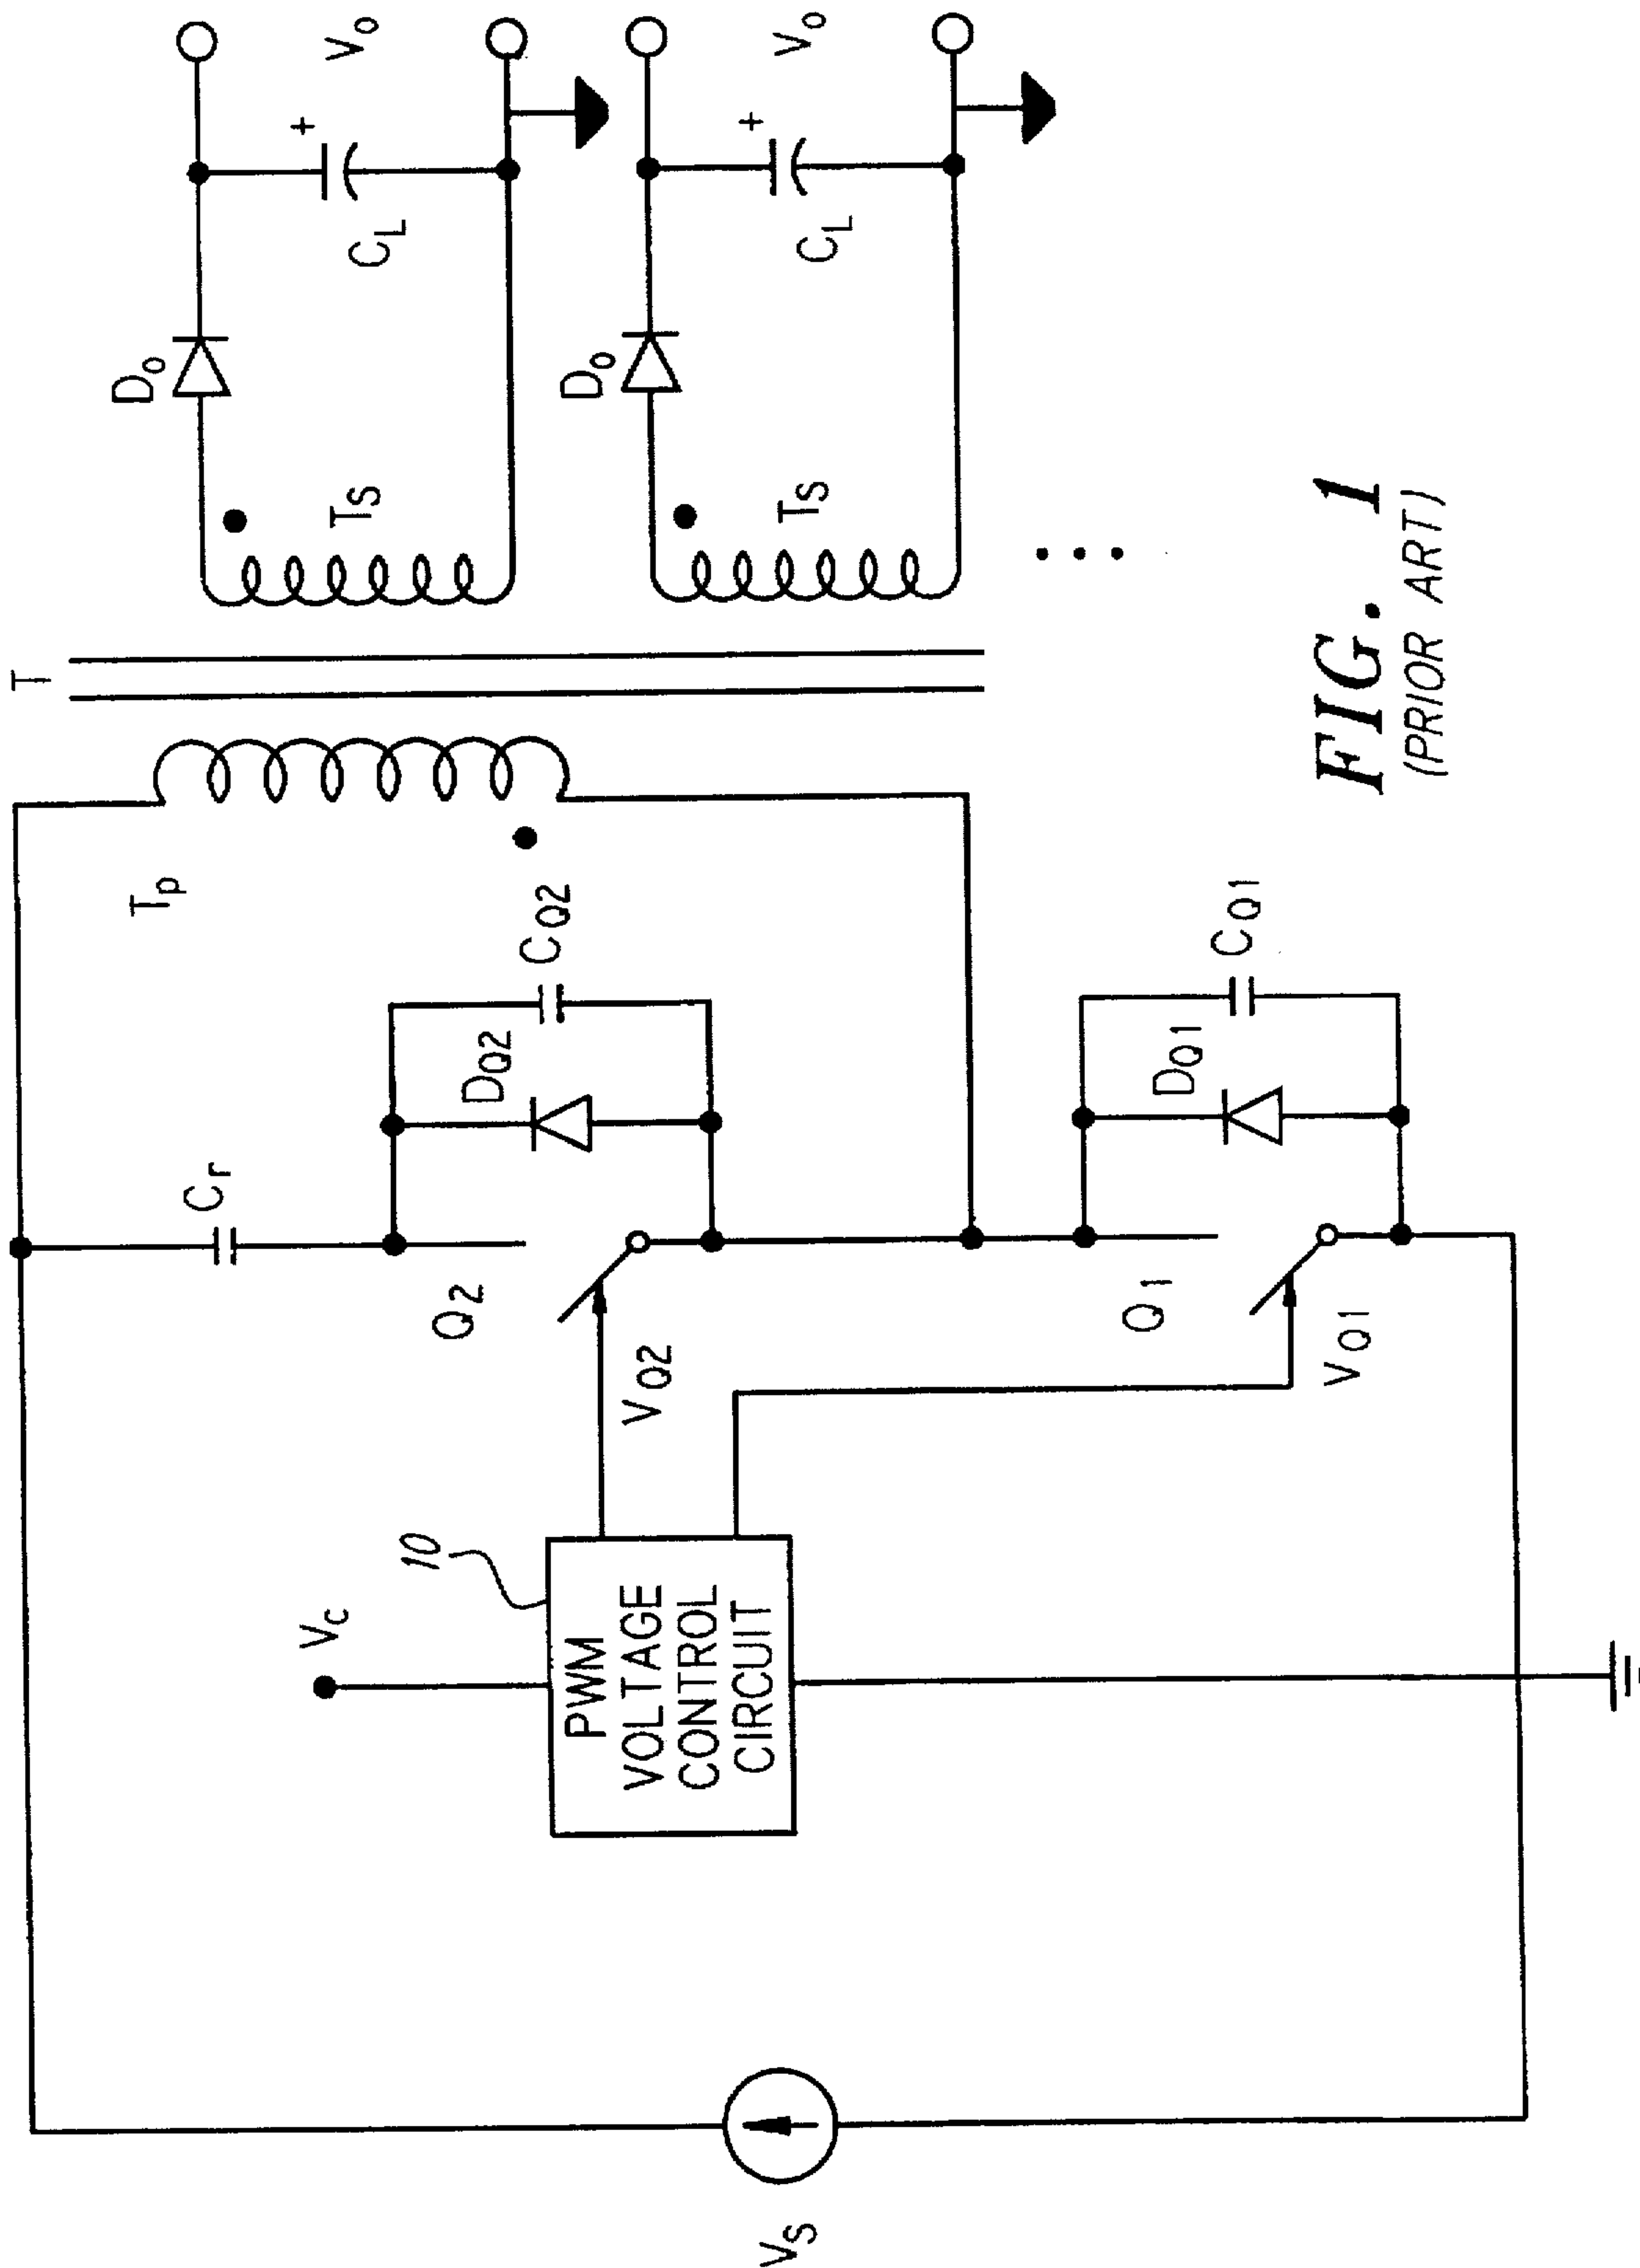 T
Tp
Cr
Q2
DQ2
CQ2
VQ2
Vc
10
PWM
VOLTAGE
CONTROL
CIRCUIT
Q1
DQ1
CQ1
VQ1
VS
Do
TS
CL
+
Vo
Do
TS
CL
+
Vo
FIG. 1
(PRIOR ART)